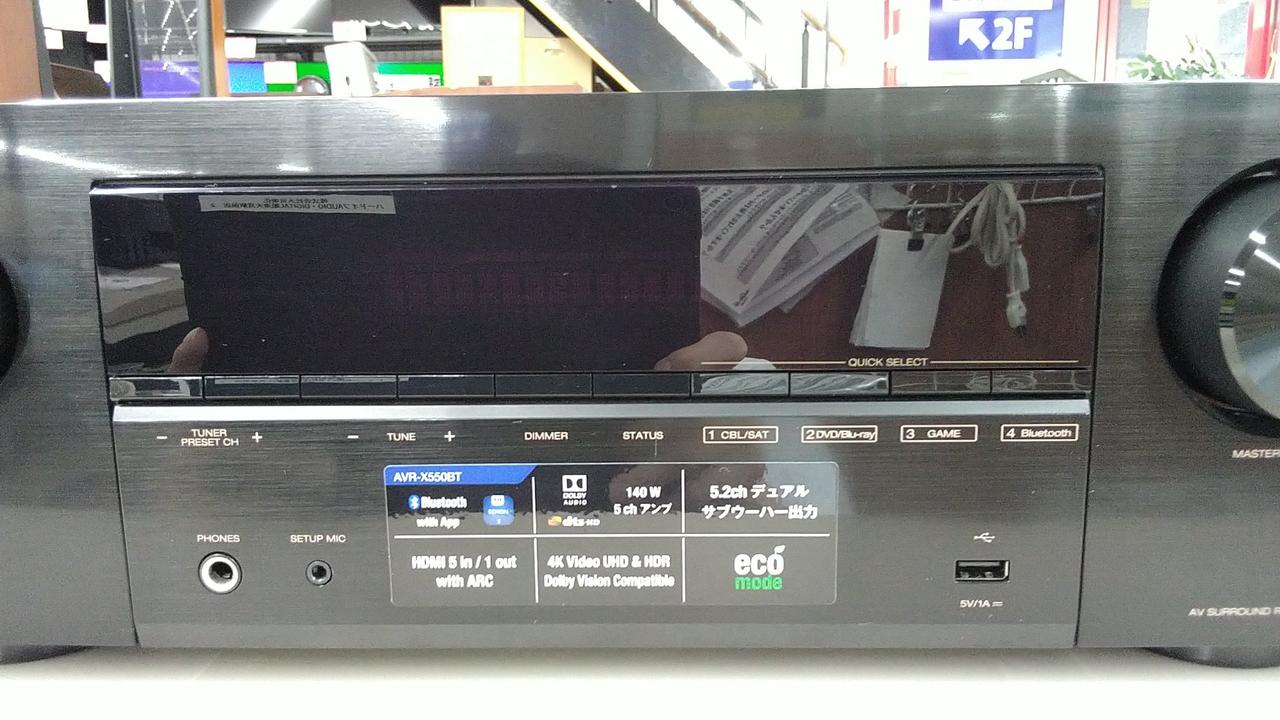 2F
QUICK SELECT
TUNER
PRESET CH
TUNE
DIMMER
STATUS
1 CBL/SAT
2 DVD/Blu-ray
3 GAME
4 Bluetooth
AVR-X550BT
Bluetooth
with App
DENON
DOLBY
AUDIO
dts-HD
140 W
5 ch アンプ
5.2ch デュアル
サブウーハー出力
HDMI 5 in / 1 out
with ARC
4K Video UHD & HDR
Dolby Vision Compatible
eco
mode
PHONES
SETUP MIC
5V/1A
MASTER
AV SURROUND R